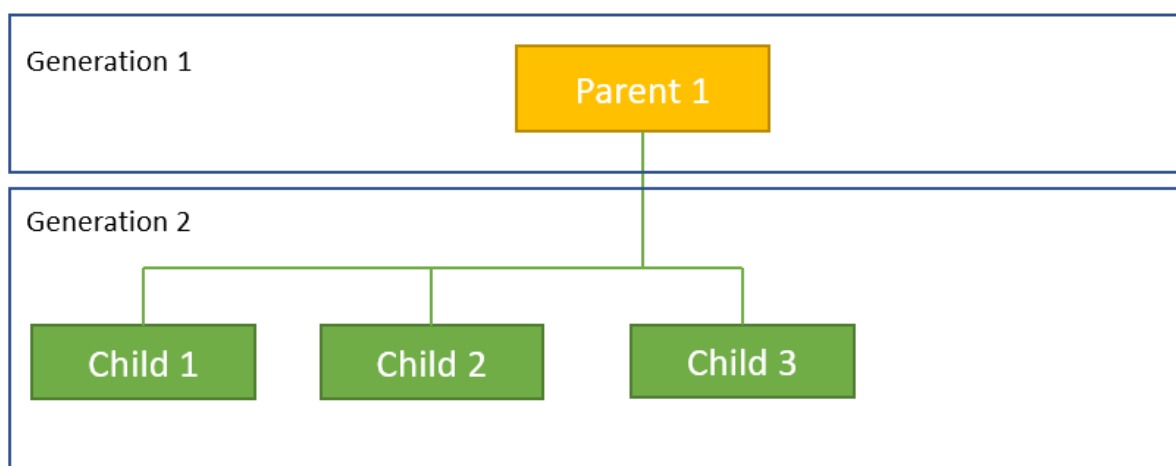 Generation 1
Parent 1
Generation 2
Child 1
Child 2
Child 3